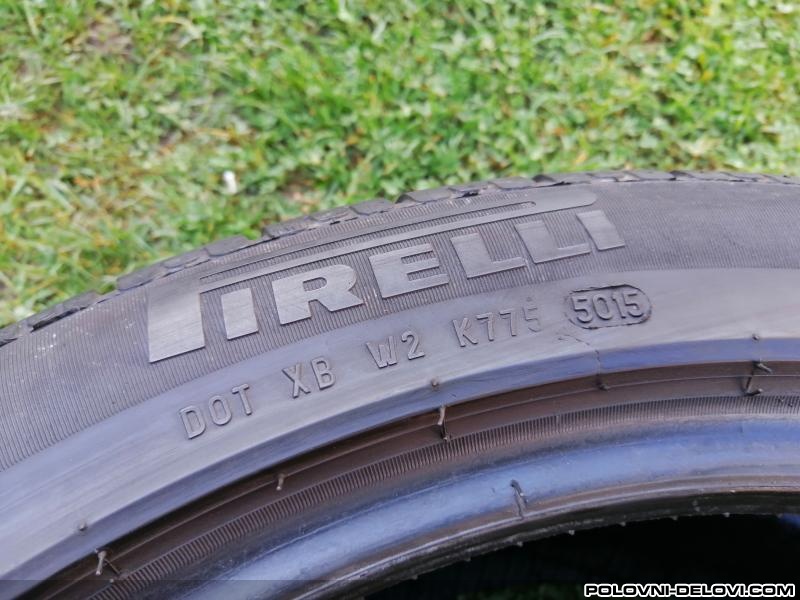 PIRELLI
DOT XB W2 K775 5015
POLOVNI-DELOVI.COM